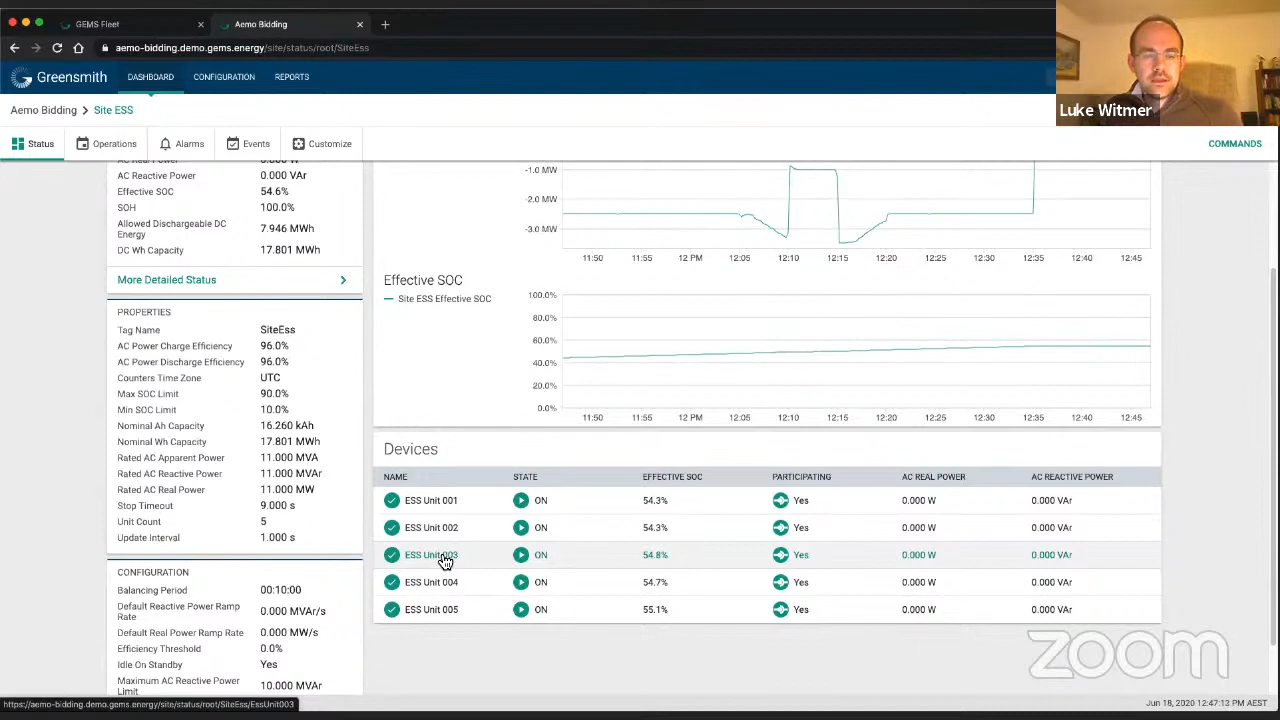 GEMS Fleet
Aemo Bidding
aemo-bidding.demo.gems.energy/site/status/root/SiteEss
Luke Witmer
Greensmith
DASHBOARD CONFIGURATION REPORTS
Aemo Bidding > Site ESS
Status Operations Alarms Events Customize COMMANDS
AC Real Power 0.000 W
AC Reactive Power 0.000 VAr
Effective SOC 54.6%
SOH 100.0%
Allowed Dischargeable DC
Energy 7.946 MWh
DC Wh Capacity 17.801 MWh
More Detailed Status
PROPERTIES
Tag Name SiteEss
AC Power Charge Efficiency 96.0%
AC Power Discharge Efficiency 96.0%
Counters Time Zone UTC
Max SOC Limit 90.0%
Min SOC Limit 10.0%
Nominal Ah Capacity 16.260 kAh
Nominal Wh Capacity 17.801 MWh
Rated AC Apparent Power 11.000 MVA
Rated AC Reactive Power 11.000 MVAr
Rated AC Real Power 11.000 MW
Stop Timeout 9.000 s
Unit Count 5
Update Interval 1.000 s
CONFIGURATION
Balancing Period 00:10:00
Default Reactive Power Ramp
Rate 0.000 MVAr/s
Default Real Power Ramp Rate 0.000 MW/s
Efficiency Threshold 0.0%
Idle On Standby Yes
Maximum AC Reactive Power
Limit 10.000 MVAr
-1.0 MW
-2.0 MW
-3.0 MW
11:50 11:55 12 PM 12:05 12:10 12:15 12:20 12:25 12:30 12:35 12:40 12:45
Effective SOC
Site ESS Effective SOC
100.0%
80.0%
60.0%
40.0%
20.0%
0.0%
11:50 11:55 12 PM 12:05 12:10 12:15 12:20 12:25 12:30 12:35 12:40 12:45
Devices
NAME STATE EFFECTIVE SOC PARTICIPATING AC REAL POWER AC REACTIVE POWER
ESS Unit 001 ON 54.3% Yes 0.000 W 0.000 VAr
ESS Unit 002 ON 54.3% Yes 0.000 W 0.000 VAr
ESS Unit 003 ON 54.8% Yes 0.000 W 0.000 VAr
ESS Unit 004 ON 54.7% Yes 0.000 W 0.000 VAr
ESS Unit 005 ON 55.1% Yes 0.000 W 0.000 VAr
zoom
https://aemo-bidding.demo.gems.energy/site/status/root/SiteEss/EssUnit003
Jun 18, 2020 12:47:13 PM AEST